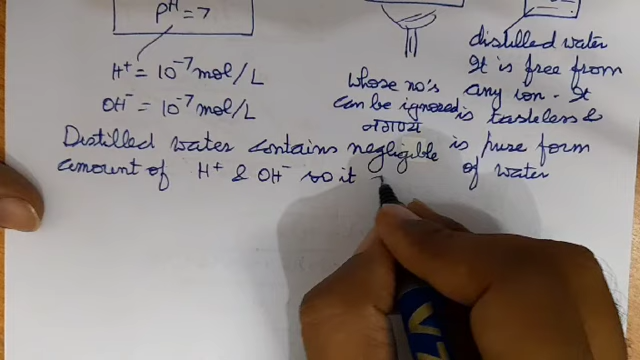 pH = 7
H⁺ = 10⁻⁷ mol/L
OH⁻ = 10⁻⁷ mol/L
whose no's
can be ignored
नगण्य
distilled water
It is free from
any ion. It
is tasteless &
is pure form
of water
Distilled water contains negligible
amount of H⁺ & OH⁻ so it